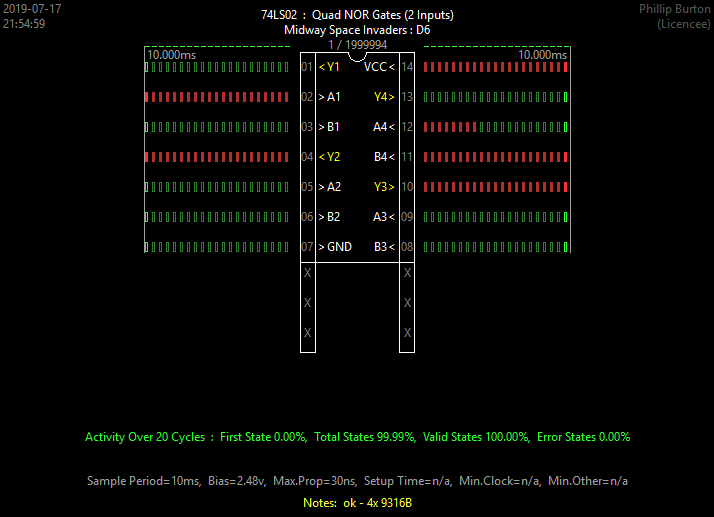 2019-07-17
21:54:59
74LS02 : Quad NOR Gates (2 Inputs)
Midway Space Invaders : D6
Phillip Burton
(Licencee)
1 / 1999994
10.000ms 10.000ms
01 <Y1 VCC< 14
02 >A1 Y4> 13
03 >B1 A4< 12
04 <Y2 B4< 11
05 >A2 Y3> 10
06 >B2 A3< 09
07 >GND B3< 08
X X
X X
X X
Activity Over 20 Cycles : First State 0.00%, Total States 99.99%, Valid States 100.00%, Error States 0.00%
Sample Period=10ms, Bias=2.48v, Max.Prop=30ns, Setup Time=n/a, Min.Clock=n/a, Min.Other=n/a
Notes: ok - 4x 9316B